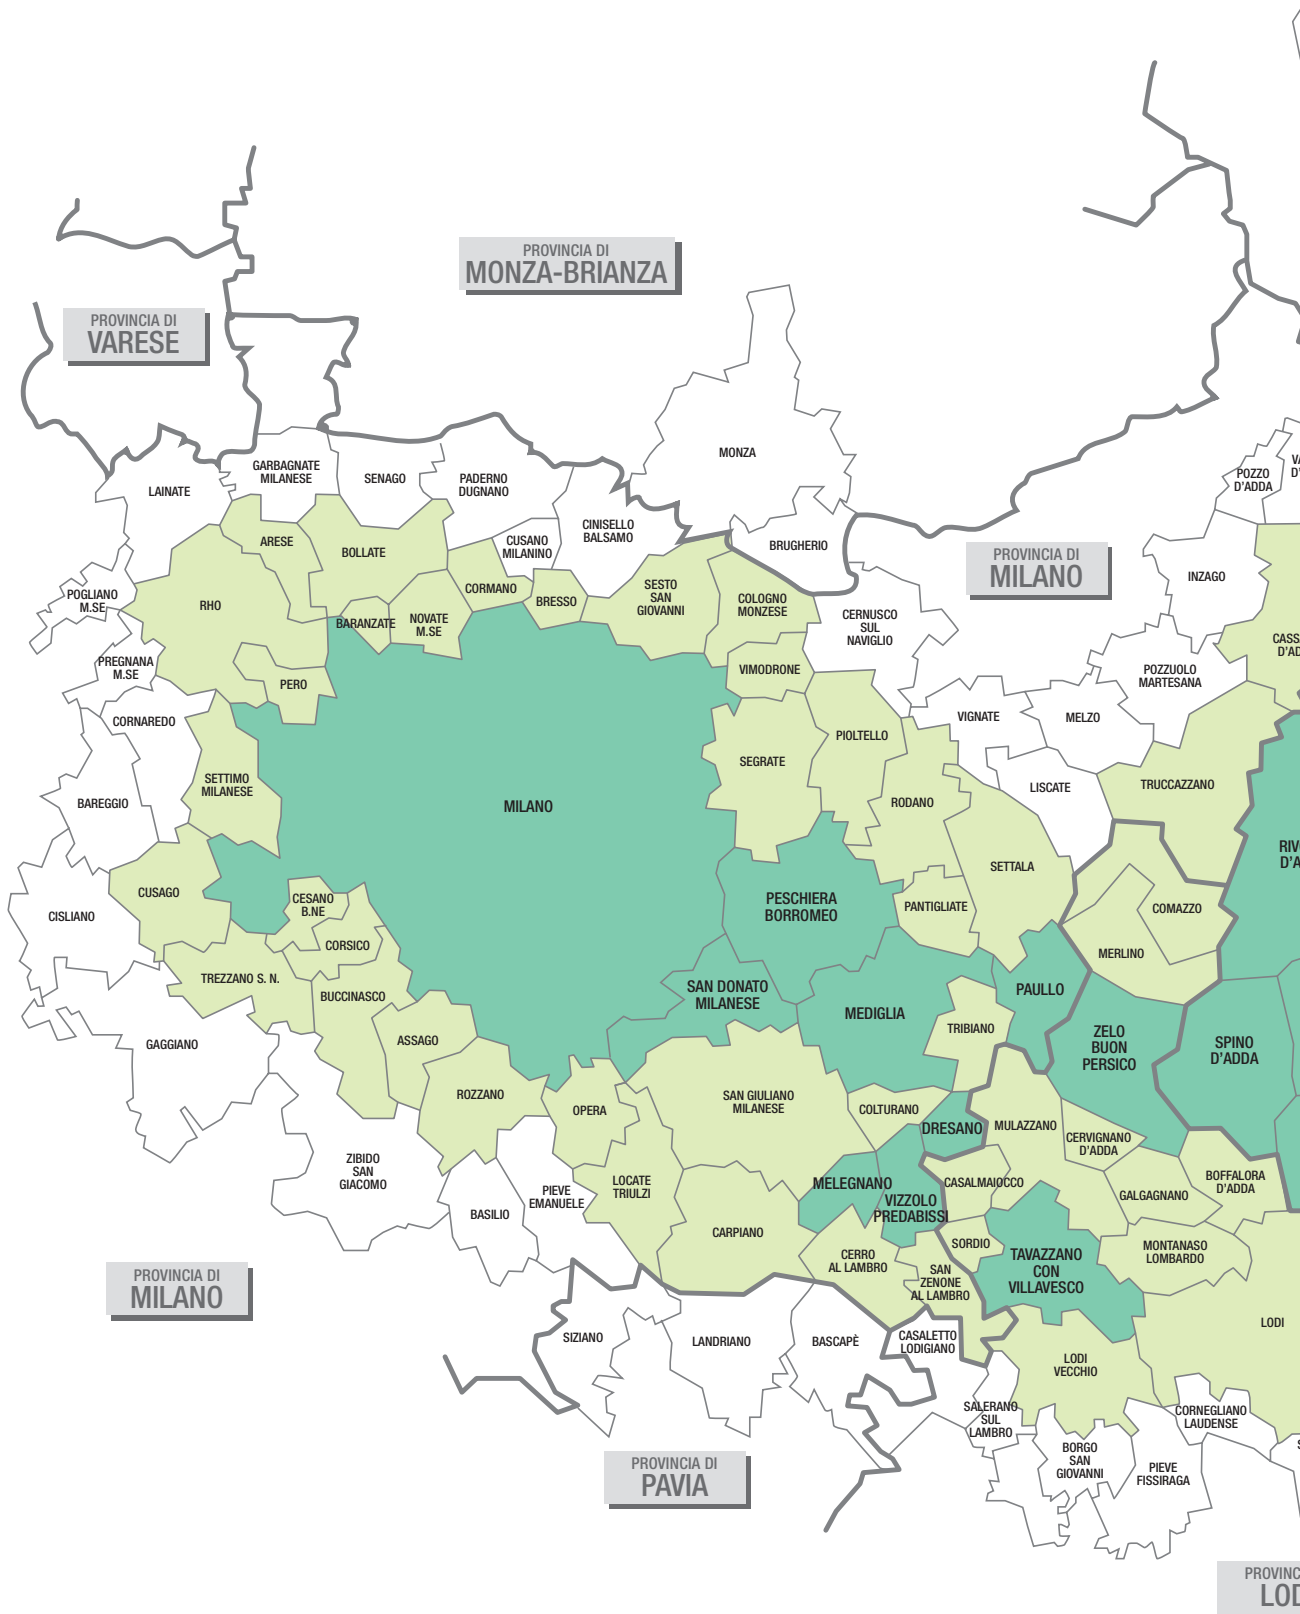 PROVINCIA DI
MONZA-BRIANZA
PROVINCIA DI
VARESE
MONZA
GARBAGNATE
MILANESE
SENAGO
PADERNO
DUGNANO
LAINATE
POZZO
D'ADDA
CINISELLO
BALSAMO
CUSANO
MILANINO
BRUGHERIO
ARESE
BOLLATE
PROVINCIA DI
MILANO
INZAGO
POGLIANO
M.SE
RHO
CORMANO
BRESSO
SESTO
SAN
GIOVANNI
COLOGNO
MONZESE
CERNUSCO
SUL
NAVIGLIO
BARANZATE
NOVATE
M.SE
PREGNANA
M.SE
PERO
VIMODRONE
POZZUOLO
MARTESANA
CORNAREDO
VIGNATE
MELZO
PIOLTELLO
SETTIMO
MILANESE
SEGRATE
BAREGGIO
MILANO
RODANO
LISCATE
TRUCCAZZANO
SETTALA
CUSAGO
CESANO
B.NE
PESCHIERA
BORROMEO
PANTIGLIATE
COMAZZO
CISLIANO
CORSICO
MERLINO
TREZZANO S. N.
BUCCINASCO
SAN DONATO
MILANESE
MEDIGLIA
PAULLO
GAGGIANO
ASSAGO
TRIBIANO
ZELO
BUON
PERSICO
SPINO
D'ADDA
ROZZANO
OPERA
SAN GIULIANO
MILANESE
COLTURANO
DRESANO
MULAZZANO
CERVIGNANO
D'ADDA
ZIBIDO
SAN
GIACOMO
LOCATE
TRIULZI
PIEVE
EMANUELE
MELEGNANO
CASALMAIOCCO
BOFFALORA
D'ADDA
GALGAGNANO
BASILIO
VIZZOLO
PREDABISSI
CARPIANO
SORDIO
MONTANASO
LOMBARDO
CERRO
AL LAMBRO
TAVAZZANO
CON
VILLAVESCO
SAN
ZENONE
AL LAMBRO
PROVINCIA DI
MILANO
SIZIANO
LANDRIANO
BASCAPÈ
CASALETTO
LODIGIANO
LODI
LODI
VECCHIO
SALERANO
SUL
LAMBRO
CORNEGLIANO
LAUDENSE
BORGO
SAN
GIOVANNI
PIEVE
FISSIRAGA
PROVINCIA DI
PAVIA